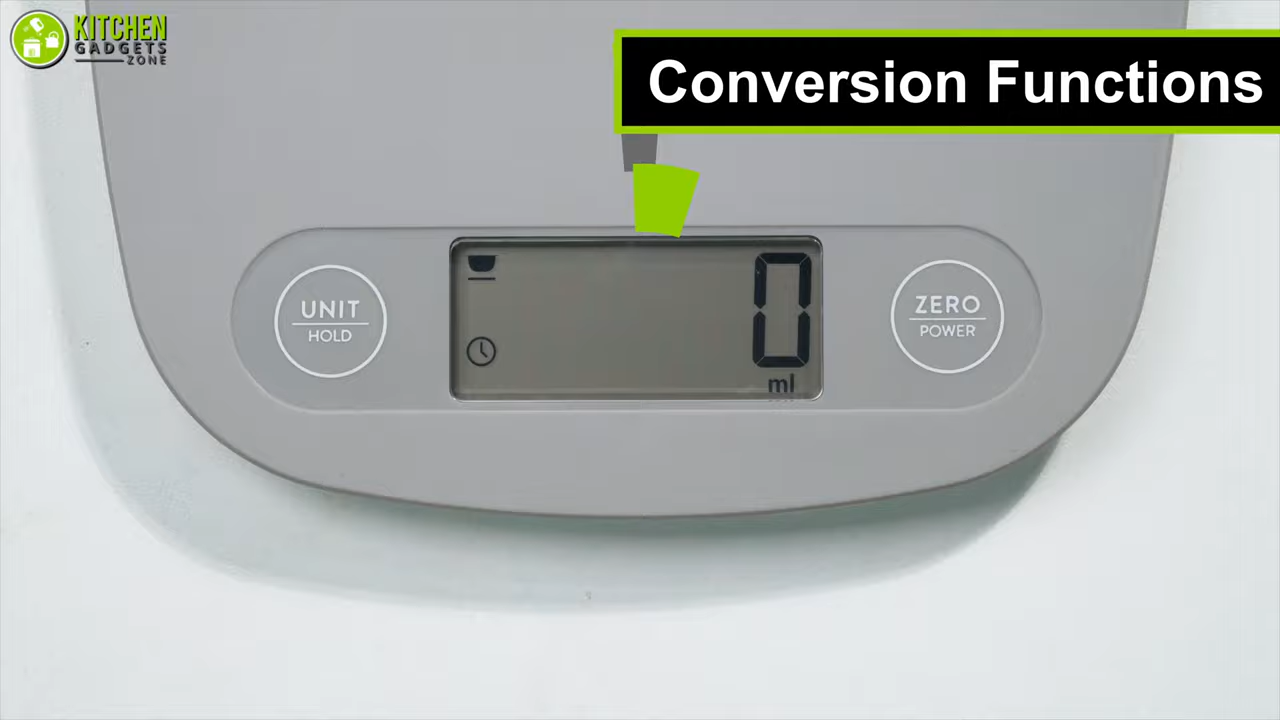 KITCHEN
GADGETS
ZONE
Conversion Functions
UNIT
HOLD
0
ml
ZERO
POWER